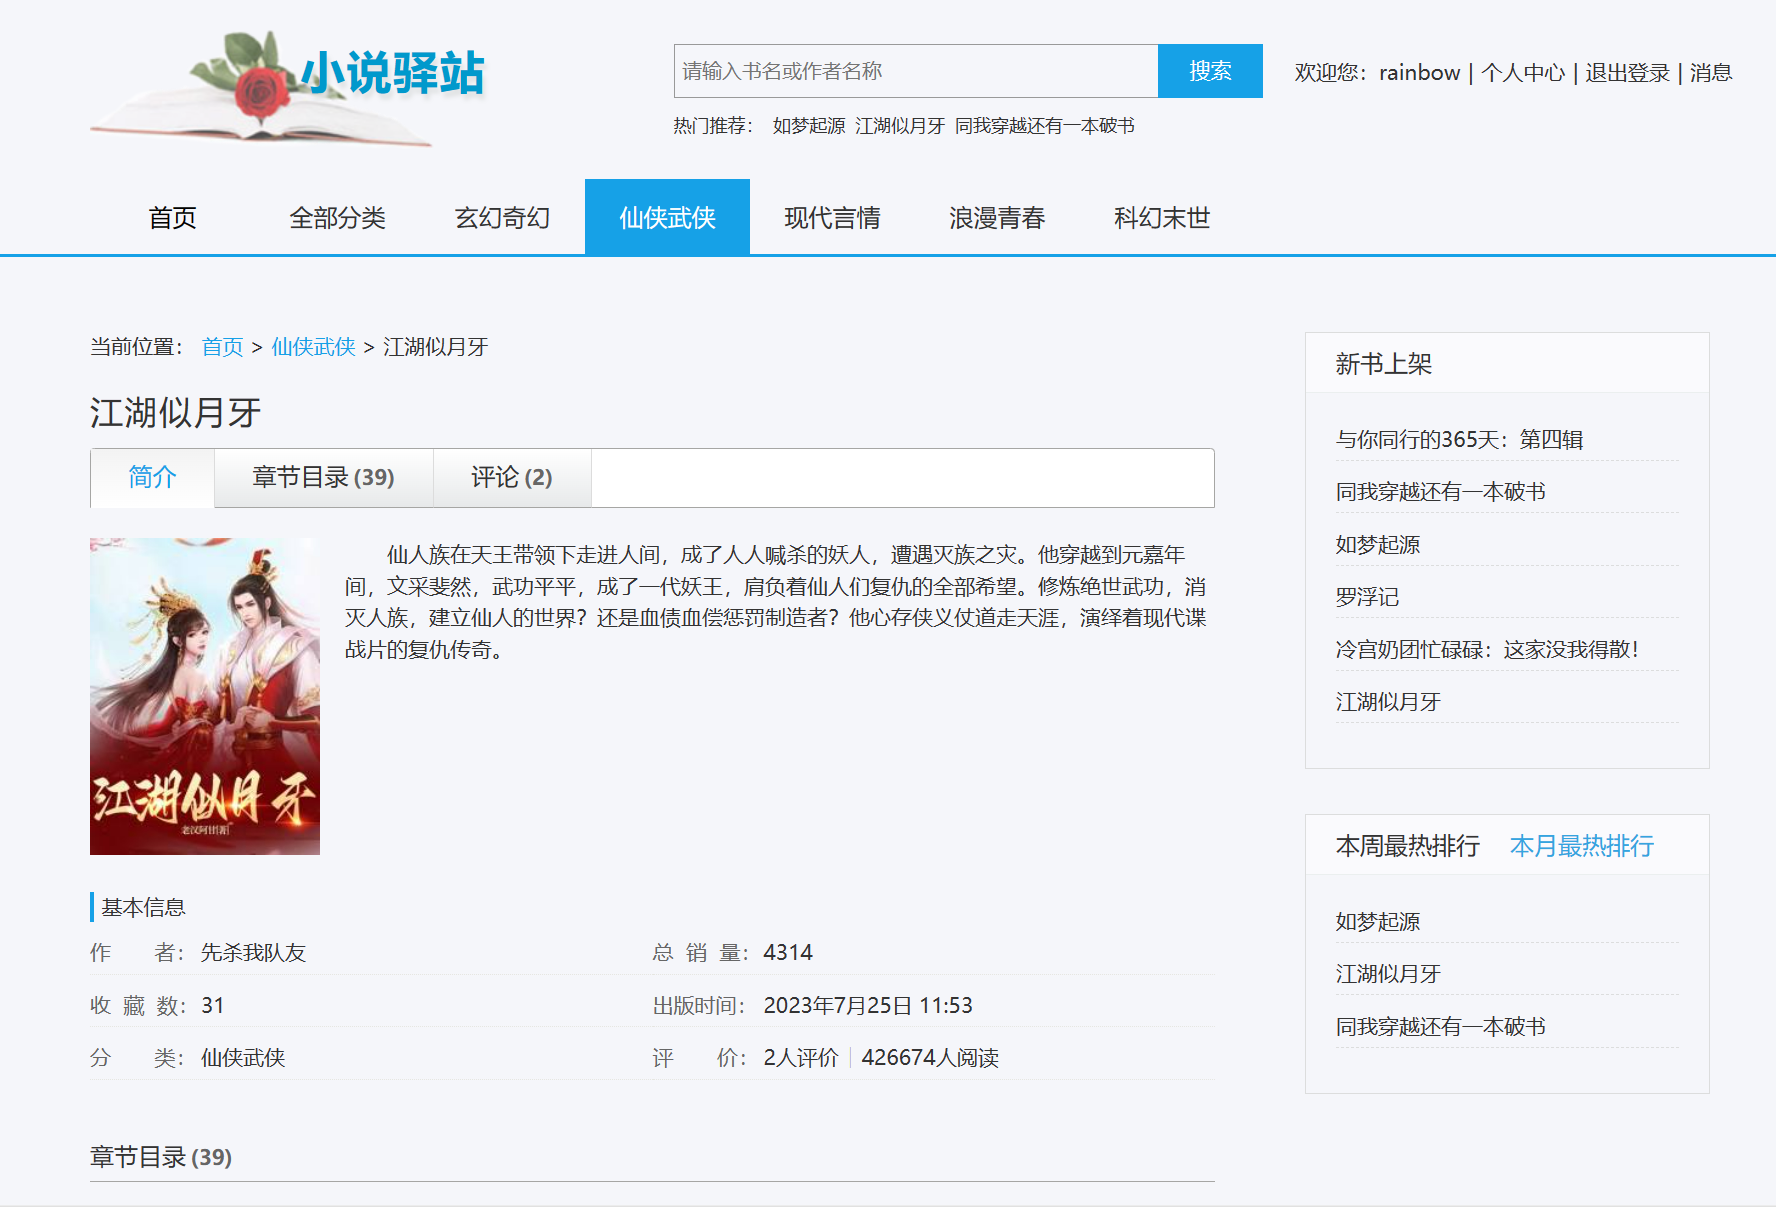 小说驿站
请输入书名或作者名称
搜索
欢迎您：rainbow | 个人中心 | 退出登录 | 消息
热门推荐： 如梦起源 江湖似月牙 同我穿越还有一本破书
首页 全部分类 玄幻奇幻 仙侠武侠 现代言情 浪漫青春 科幻末世
当前位置： 首页 > 仙侠武侠 > 江湖似月牙
江湖似月牙
简介 章节目录 (39) 评论 (2)
仙人族在天王带领下走进人间，成了人人喊杀的妖人，遭遇灭族之灾。他穿越到元嘉年
间，文采斐然，武功平平，成了一代妖王，肩负着仙人们复仇的全部希望。修炼绝世武功，消
灭人族，建立仙人的世界？还是血债血偿惩罚制造者？他心存侠义仗道走天涯，演绎着现代谍
战片的复仇传奇。
江湖似月牙
老汉阿甘著
基本信息
作 者： 先杀我队友 总 销 量： 4314
收 藏 数： 31 出版时间： 2023年7月25日 11:53
分 类： 仙侠武侠 评 价： 2人评价 | 426674人阅读
章节目录 (39)
新书上架
与你同行的365天：第四辑
同我穿越还有一本破书
如梦起源
罗浮记
冷宫奶团忙碌碌：这家没我得散！
江湖似月牙
本周最热排行 本月最热排行
如梦起源
江湖似月牙
同我穿越还有一本破书